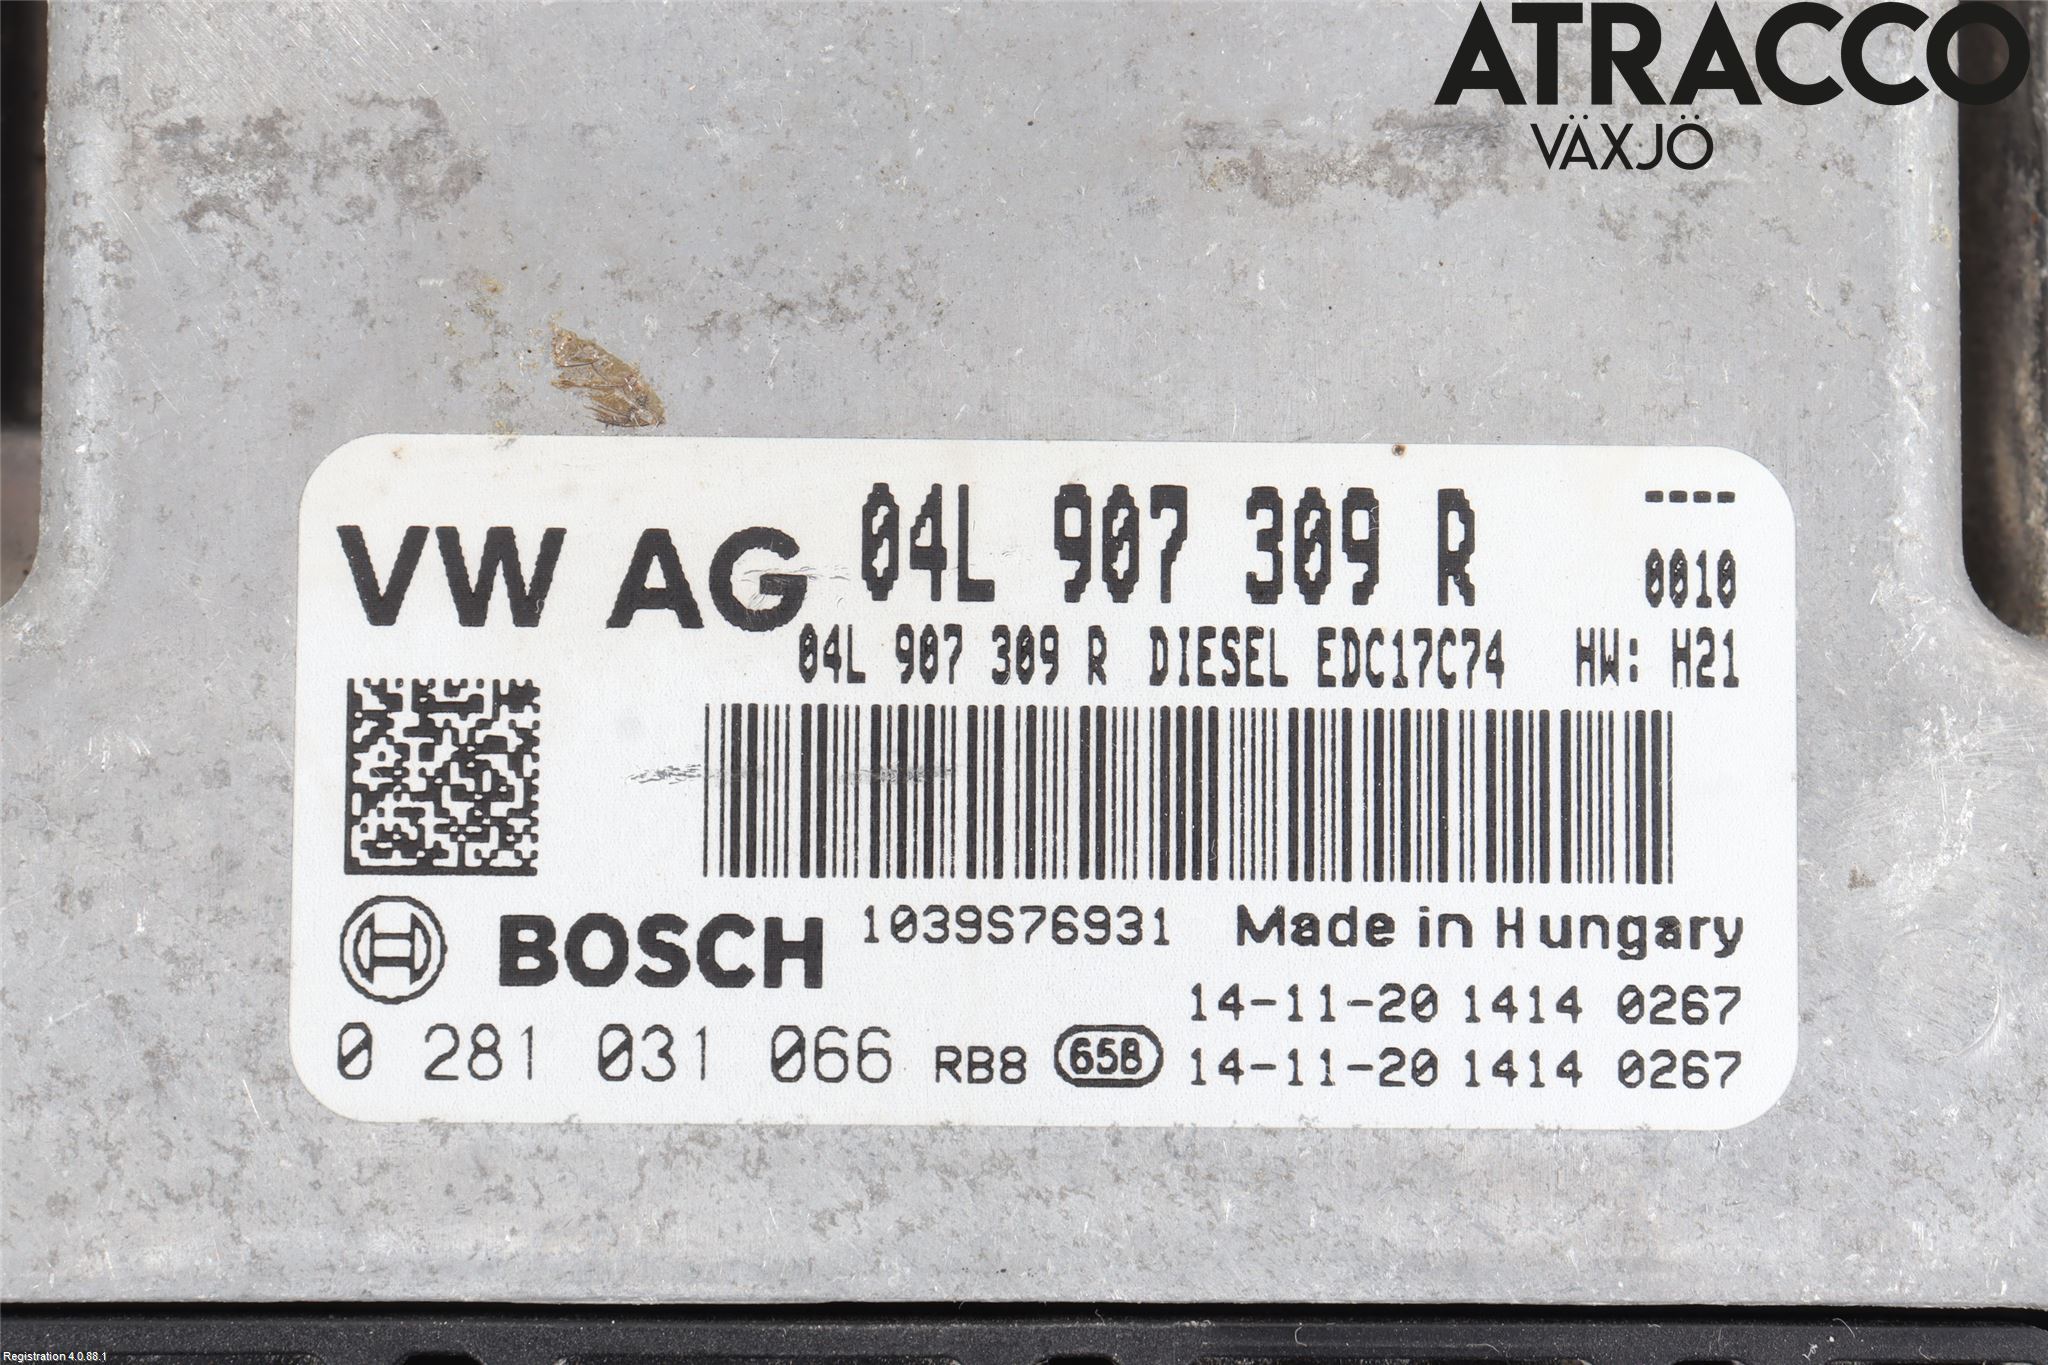 ATRACCO
VÄXJÖ
VW AG 04L 907 309 R ----
0010
04L 907 309 R DIESEL EDC17C74 HW: H21
BOSCH 1039S76931 Made in Hungary
14-11-20 1414 0267
0 281 031 066 RB8 658 14-11-20 1414 0267
Registration 4.0.88.1